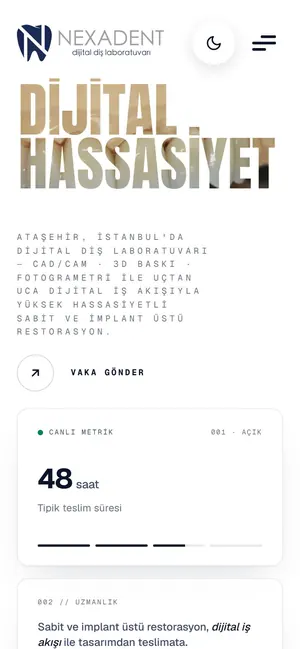 NEXADENT
dijital diş laboratuvarı
DİJİTAL
HASSASİYET
ATAŞEHİR, İSTANBUL'DA
DİJİTAL DİŞ LABORATUVARI
— CAD/CAM · 3D BASKI ·
FOTOGRAMETRİ İLE UÇTAN
UCA DİJİTAL İŞ AKIŞIYLA
YÜKSEK HASSASİYETLİ
SABİT VE İMPLANT ÜSTÜ
RESTORASYON.
VAKA GÖNDER
CANLI METRİK
001 · AÇIK
48 saat
Tipik teslim süresi
002 // UZMANLIK
Sabit ve implant üstü restorasyon, dijital iş
akışı ile tasarımdan teslimata.